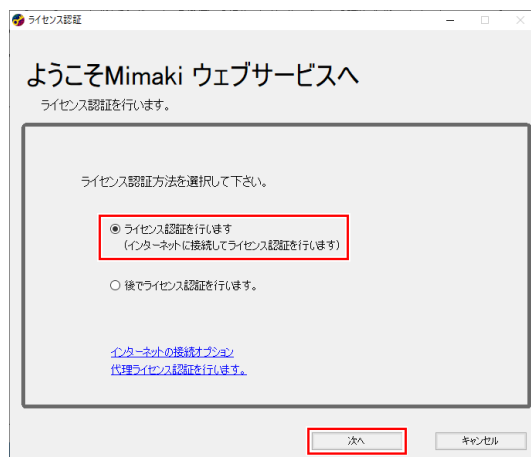 ライセンス認証
ようこそMimaki ウェブサービスへ
ライセンス認証を行います。
ライセンス認証方法を選択して下さい。
ライセンス認証を行います
(インターネットに接続してライセンス認証を行います)
後でライセンス認証を行います。
インターネットの接続オプション
代理ライセンス認証を行います。
次へ
キャンセル